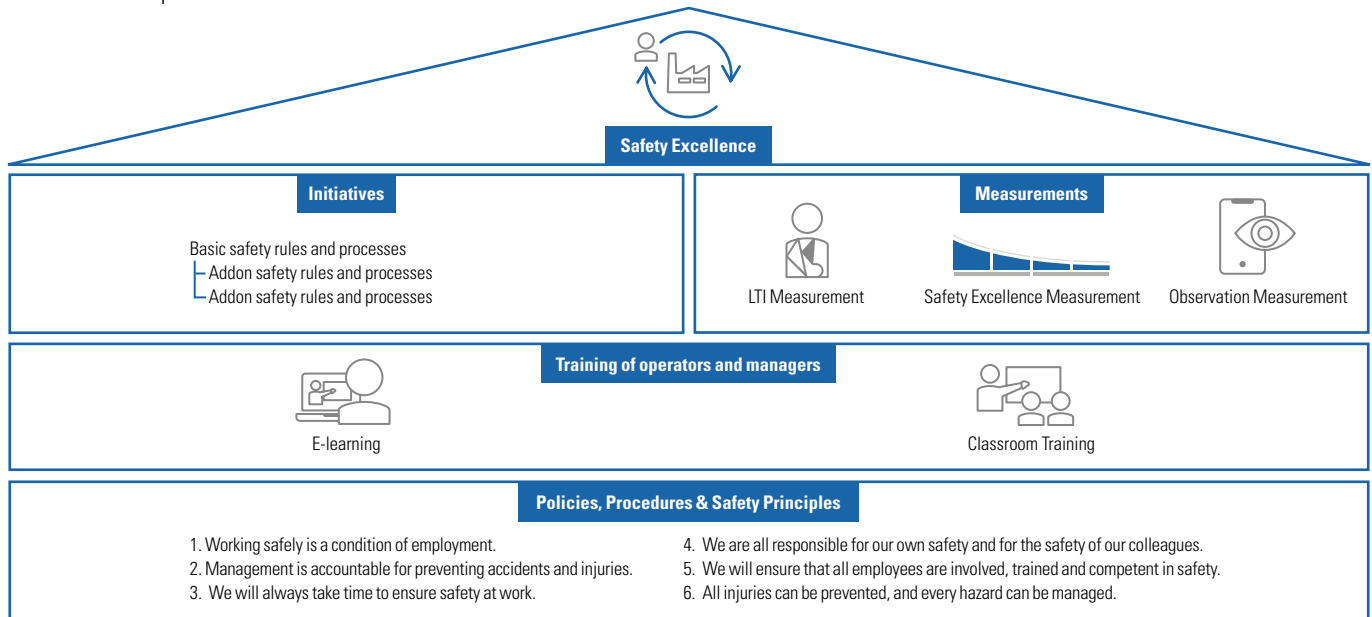 Safety Excellence
Initiatives
Basic safety rules and processes
Addon safety rules and processes
Addon safety rules and processes
Measurements
LTI Measurement
Safety Excellence Measurement
Observation Measurement
Training of operators and managers
E-learning
Classroom Training
Policies, Procedures & Safety Principles
1. Working safely is a condition of employment.
2. Management is accountable for preventing accidents and injuries.
3. We will always take time to ensure safety at work.
4. We are all responsible for our own safety and for the safety of our colleagues.
5. We will ensure that all employees are involved, trained and competent in safety.
6. All injuries can be prevented, and every hazard can be managed.